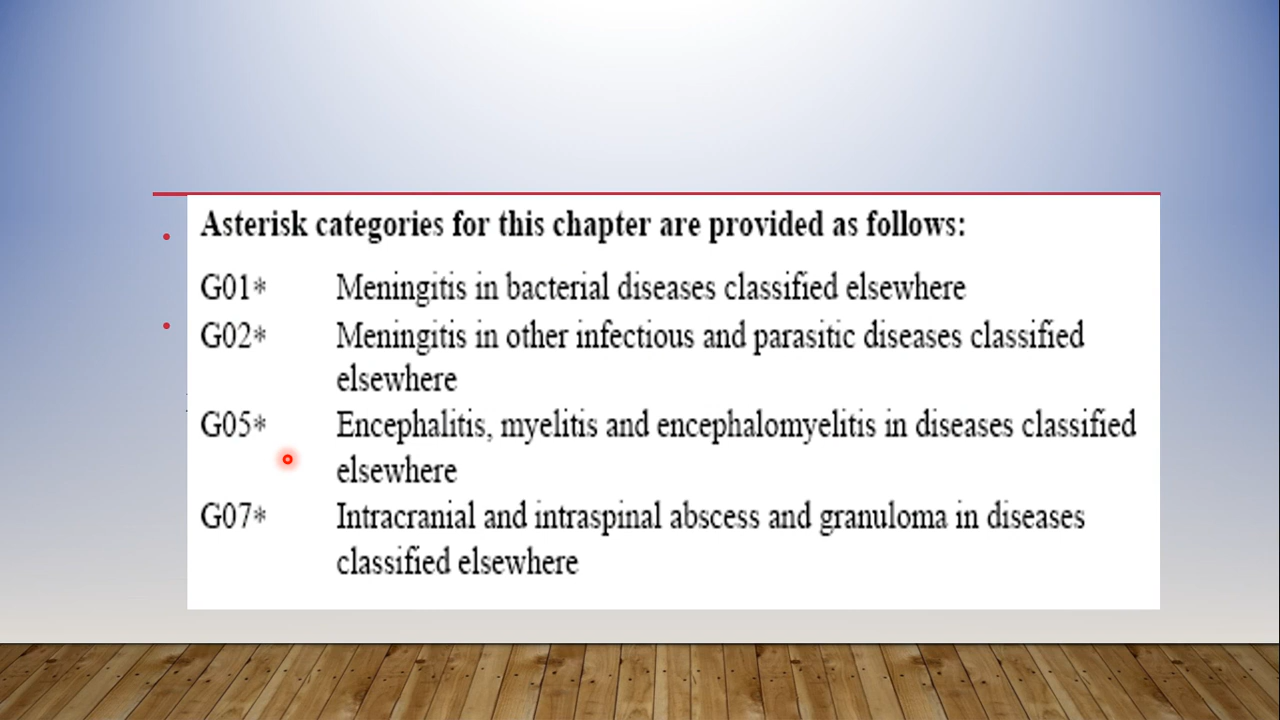 Asterisk categories for this chapter are provided as follows:
G01* Meningitis in bacterial diseases classified elsewhere
G02* Meningitis in other infectious and parasitic diseases classified
elsewhere
G05* Encephalitis, myelitis and encephalomyelitis in diseases classified
elsewhere
G07* Intracranial and intraspinal abscess and granuloma in diseases
classified elsewhere